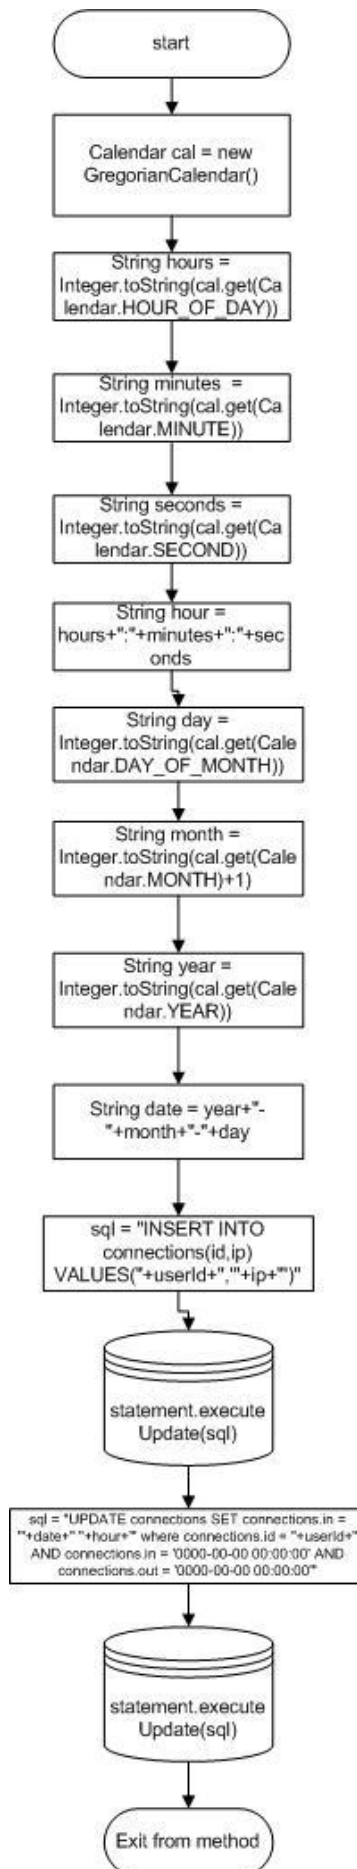 start
Calendar cal = new
GregorianCalendar()
String hours =
Integer.toString(cal.get(Ca
lendar.HOUR_OF_DAY))
String minutes =
Integer.toString(cal.get(Ca
lendar.MINUTE))
String seconds =
Integer.toString(cal.get(Ca
lendar.SECOND))
String hour =
hours+":"+minutes+":"+sec
onds
String day =
Integer.toString(cal.get(Cale
ndar.DAY_OF_MONTH))
String month =
Integer.toString(cal.get(Cale
ndar.MONTH)+1)
String year =
Integer.toString(cal.get(Cale
ndar.YEAR))
String date = year+"-
"+month+"-"+day
sql = "INSERT INTO
connections(id,ip)
VALUES("+userId+",'"+ip+"')"
statement.execute
Update(sql)
sql = "UPDATE connections SET connections.in =
'"+date+" "+hour+"' where connections.id = "+userId+"
AND connections.in = '0000-00-00 00:00:00' AND
connections.out = '0000-00-00 00:00:00'"
statement.execute
Update(sql)
Exit from method